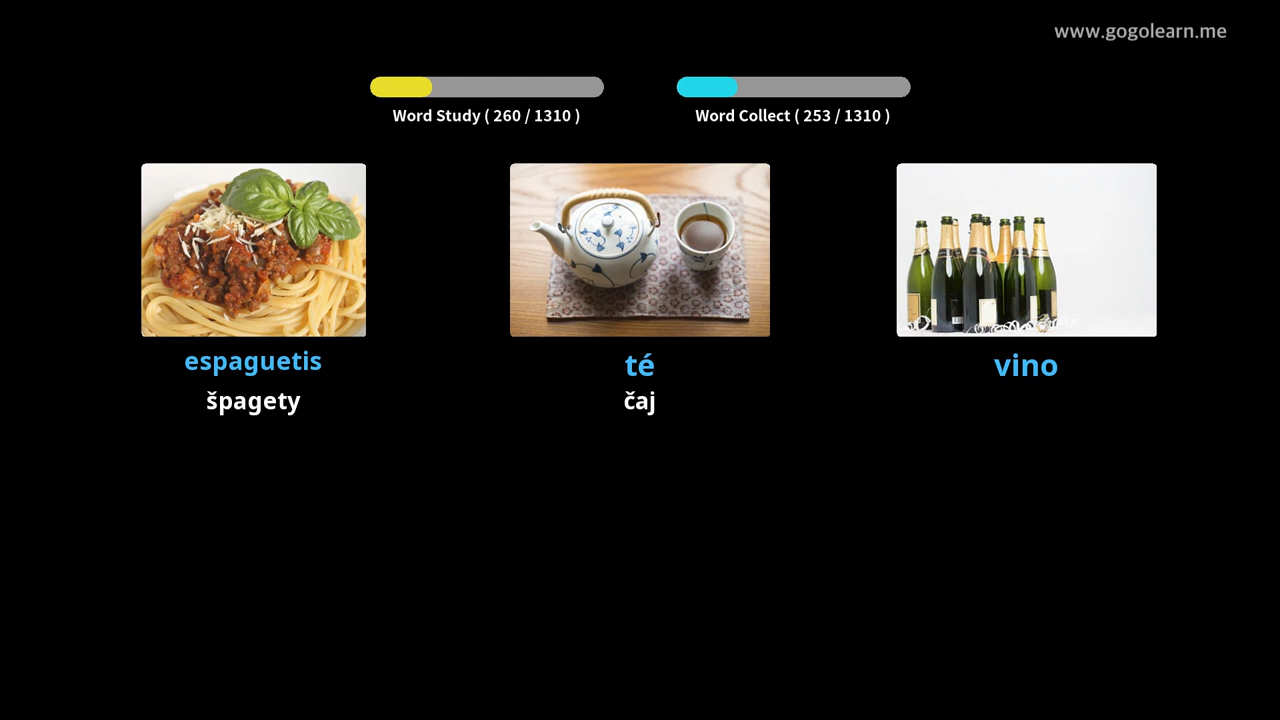 www.gogolearn.me
Word Study ( 260 / 1310 )
Word Collect ( 253 / 1310 )
espaguetis
té
vino
špagety
čaj